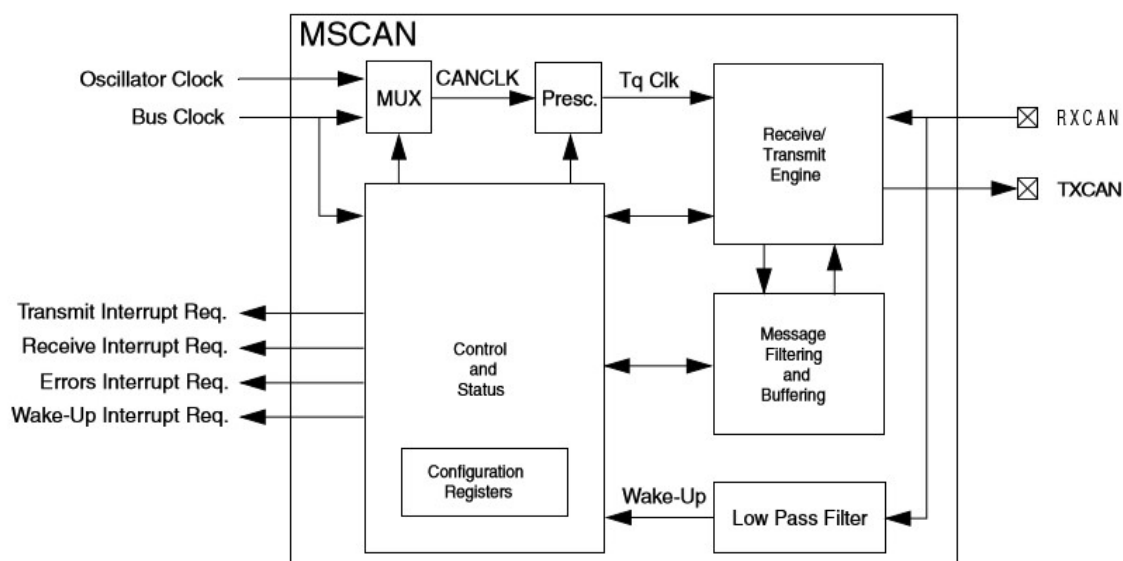 MSCAN
Oscillator Clock
Bus Clock
MUX
CANCLK
Presc.
Tq Clk
Receive/
Transmit
Engine
RXCAN
TXCAN
Transmit Interrupt Req.
Receive Interrupt Req.
Errors Interrupt Req.
Wake-Up Interrupt Req.
Control
and
Status
Message
Filtering
and
Buffering
Configuration
Registers
Wake-Up
Low Pass Filter